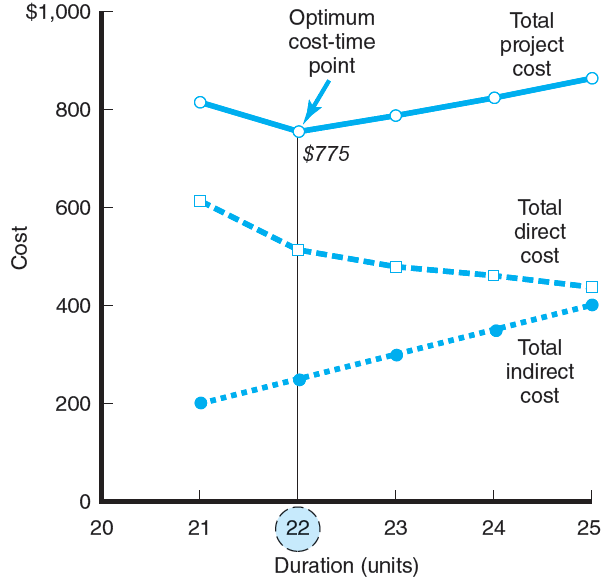 $1,000
800
600
400
200
0
Cost
Optimum
cost-time
point
Total
project
cost
$775
Total
direct
cost
Total
indirect
cost
20
21
22
23
24
25
Duration (units)